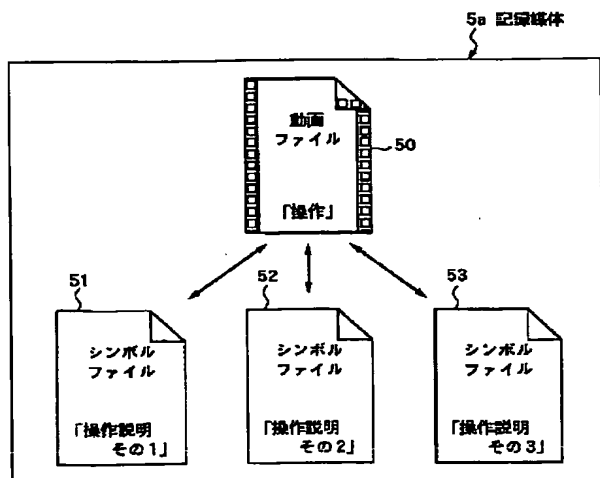 5a 記録媒体
動画
ファイル
50
「操作」
51
シンボル
ファイル
「操作説明
その1」
52
シンボル
ファイル
「操作説明
その2」
53
シンボル
ファイル
「操作説明
その3」